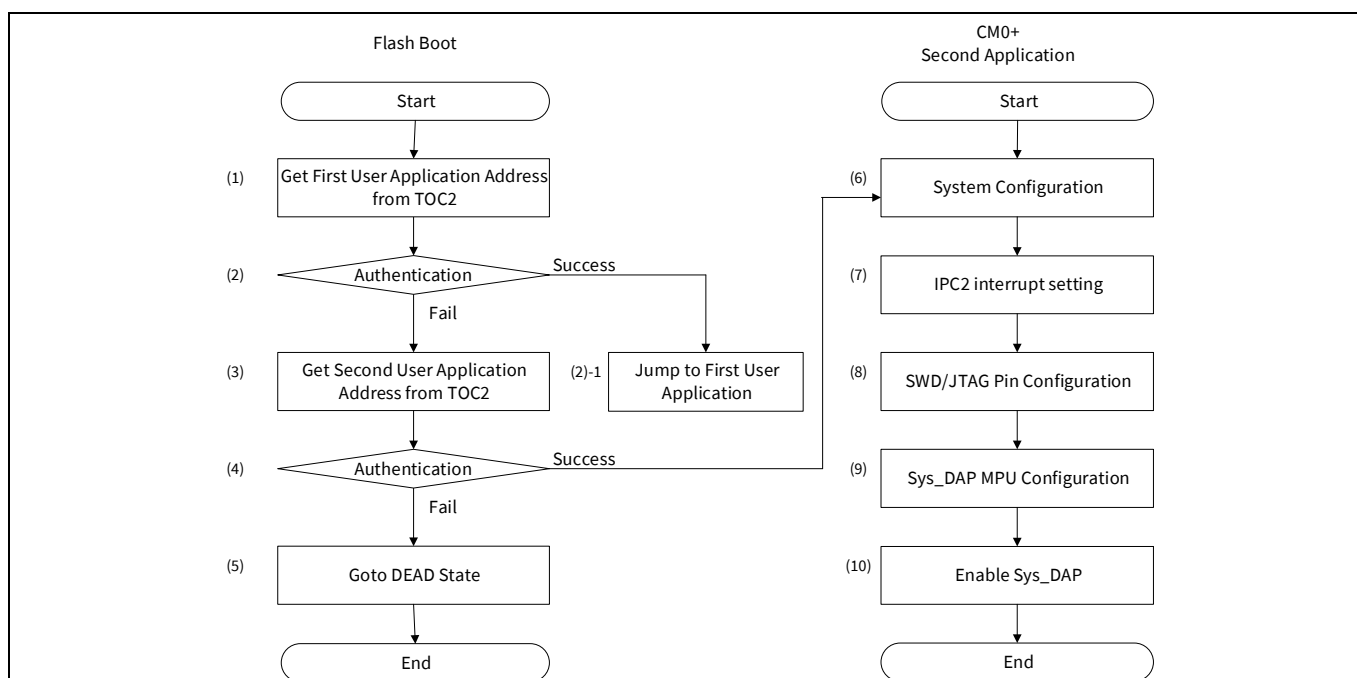 Flash Boot
Start
(1)
Get First User Application Address
from TOC2
(2)
Authentication
Success
Fail
(3)
Get Second User Application
Address from TOC2
(2)-1
Jump to First User
Application
(4)
Authentication
Success
Fail
(5)
Goto DEAD State
End
CM0+
Second Application
Start
(6)
System Configuration
(7)
IPC2 interrupt setting
(8)
SWD/JTAG Pin Configuration
(9)
Sys_DAP MPU Configuration
(10)
Enable Sys_DAP
End